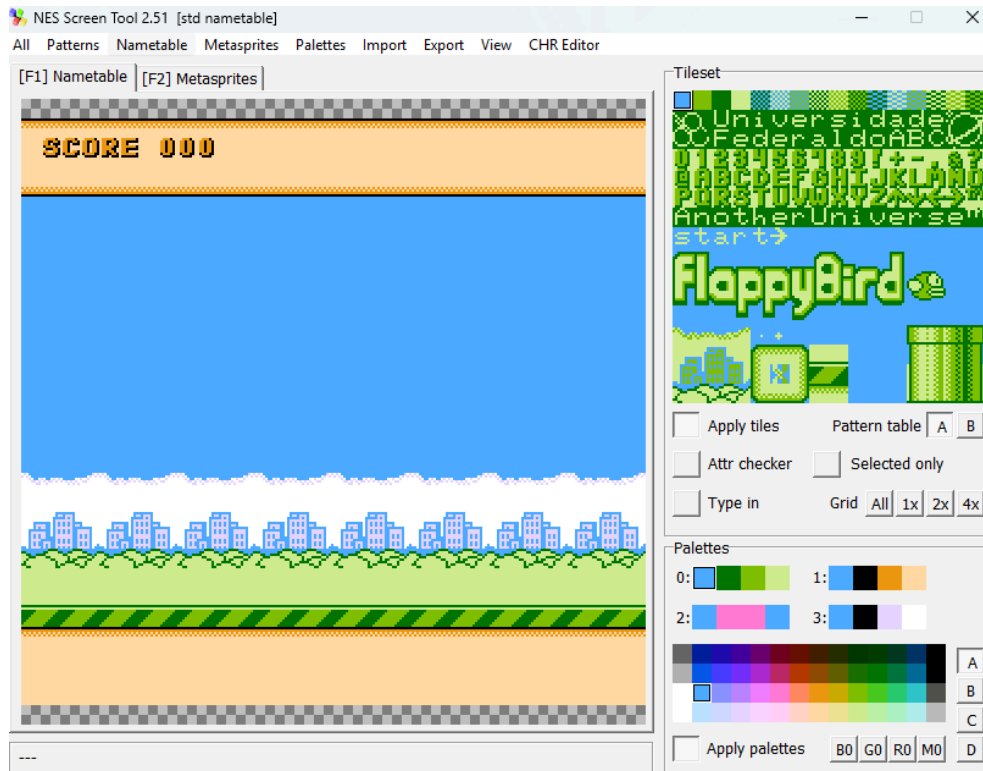 NES Screen Tool 2.51 [std nametable]
All Patterns Nametable Metasprites Palettes Import Export View CHR Editor
[F1] Nametable [F2] Metasprites
SCORE 000
---
Tileset
Universidade
FederaldoABC
0123456789!+-.,&?
@ABCDEFGHIJKLMNO
PQRSTUVWXYZ
AnotherUniverse™
start→
FlappyBird
Apply tiles Pattern table A B
Attr checker Selected only
Type in Grid All 1x 2x 4x
Palettes
0: 1:
2: 3:
A
B
C
Apply palettes B0 G0 R0 M0 D